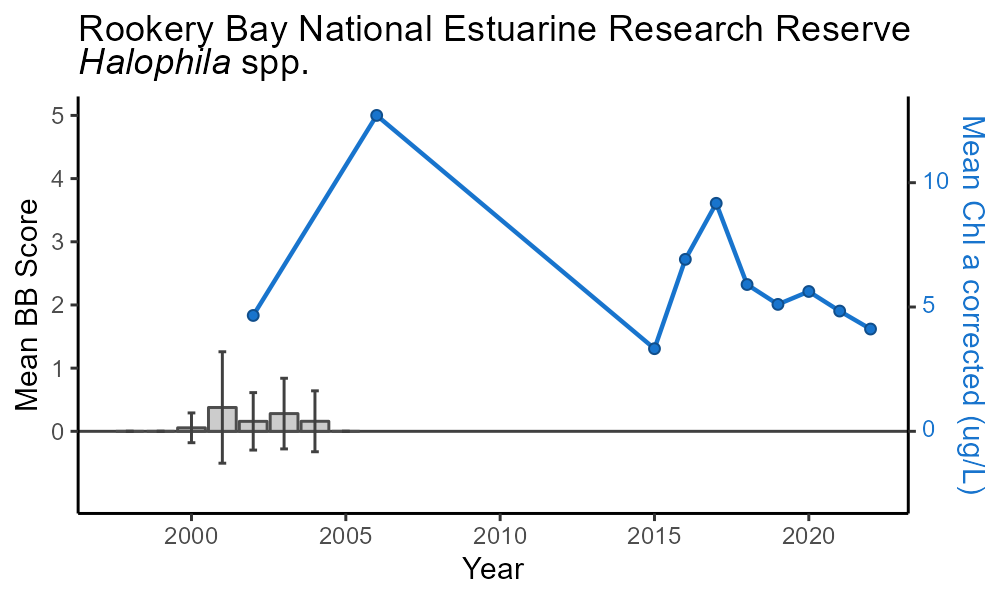 Rookery Bay National Estuarine Research Reserve
Halophila spp.
Mean BB Score
5
4
3
2
1
0
10
5
0
Mean Chl a corrected (ug/L)
2000
2005
2010
2015
2020
Year